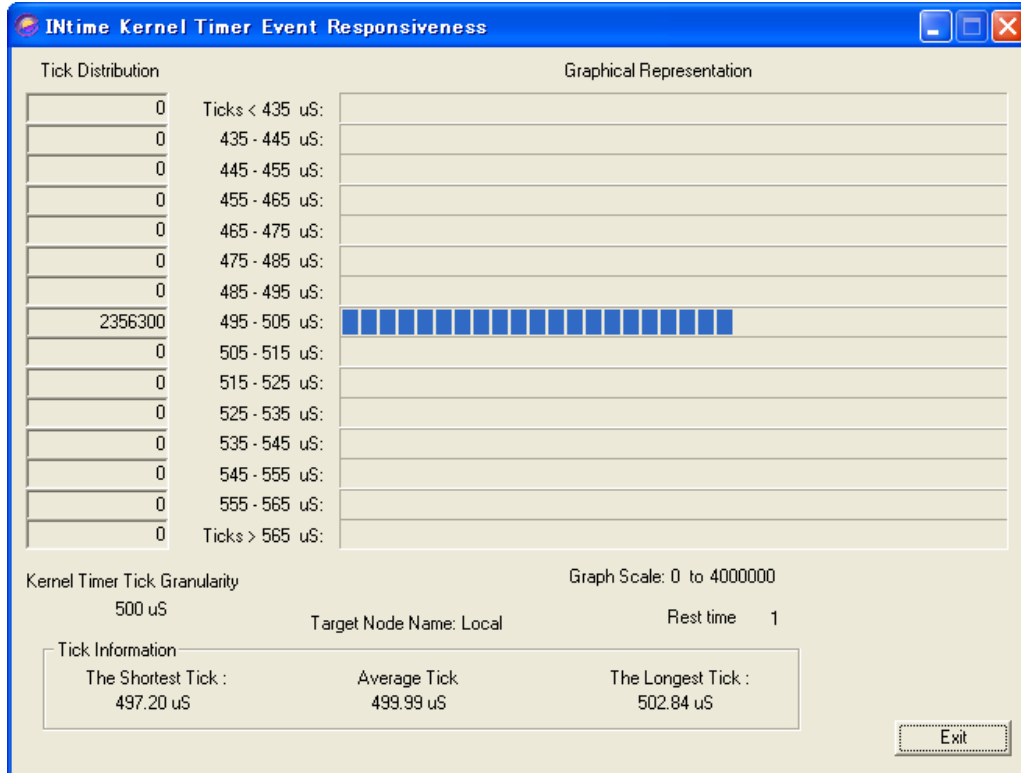 INtime Kernel Timer Event Responsiveness
Tick Distribution Graphical Representation
0 Ticks < 435 uS:
0 435 - 445 uS:
0 445 - 455 uS:
0 455 - 465 uS:
0 465 - 475 uS:
0 475 - 485 uS:
0 485 - 495 uS:
2356300 495 - 505 uS:
0 505 - 515 uS:
0 515 - 525 uS:
0 525 - 535 uS:
0 535 - 545 uS:
0 545 - 555 uS:
0 555 - 565 uS:
0 Ticks > 565 uS:
Kernel Timer Tick Granularity
500 uS
Graph Scale: 0 to 4000000
Target Node Name: Local
Rest time 1
Tick Information
The Shortest Tick : Average Tick The Longest Tick :
497.20 uS 499.99 uS 502.84 uS
Exit